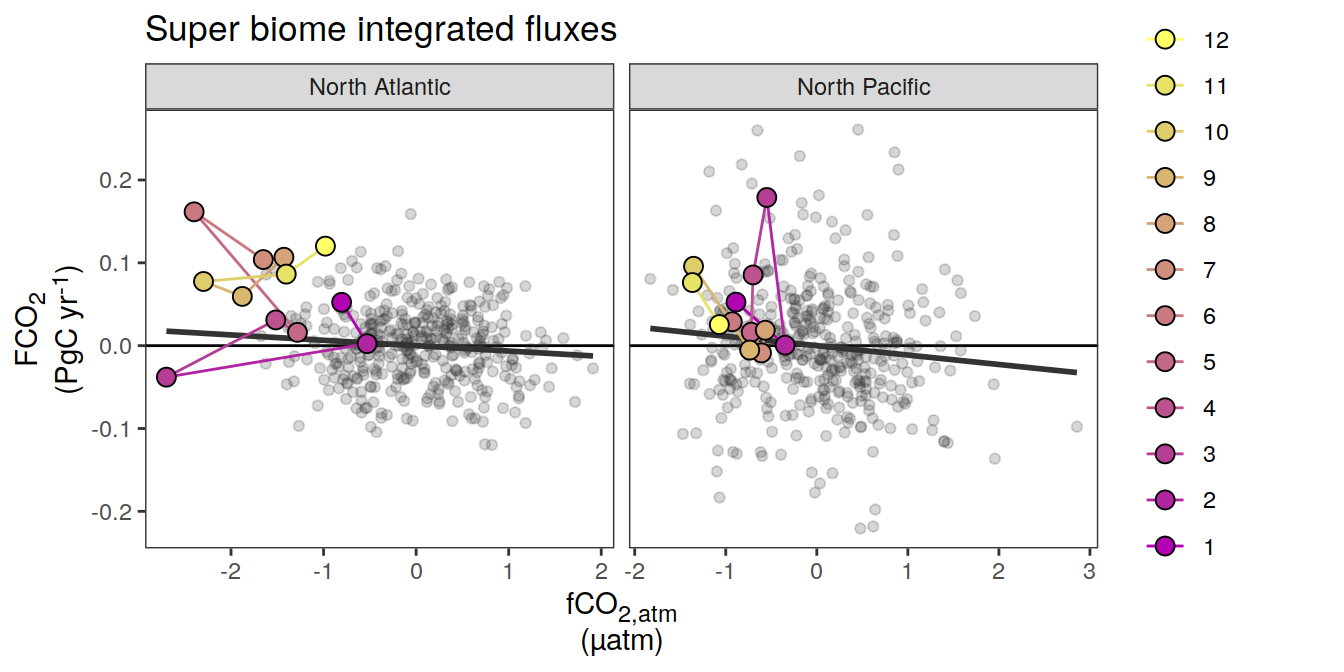 Super biome integrated fluxes
North Atlantic
North Pacific
FCO₂
(PgC yr⁻¹)
0.2
0.1
0.0
-0.1
-0.2
-2 -1 0 1 2
-2 -1 0 1 2 3
fCO₂,ₐₜₘ
(µatm)
12
11
10
9
8
7
6
5
4
3
2
1